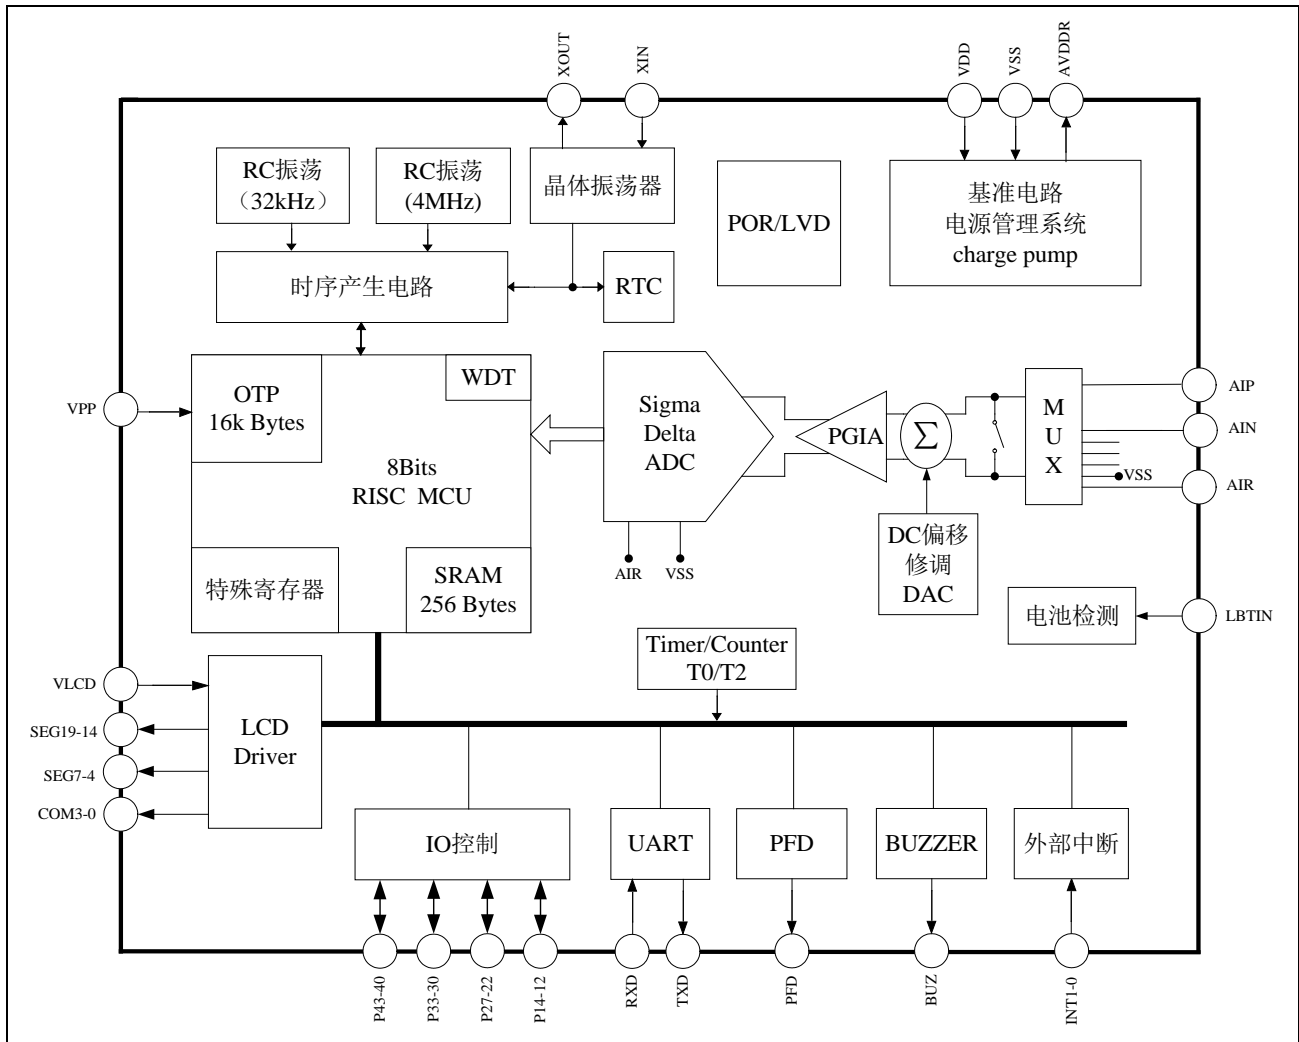 XOUT
XIN
VDD
VSS
AVDDR
RC振荡
（32kHz）
RC振荡
(4MHz)
晶体振荡器
POR/LVD
基准电路
电源管理系统
charge pump
时序产生电路
RTC
VPP
OTP
16k Bytes
WDT
8Bits
RISC MCU
特殊寄存器
SRAM
256 Bytes
Sigma
Delta
ADC
AIR
VSS
PGIA
Σ
DC偏移
修调
DAC
M
U
X
VSS
AIP
AIN
AIR
电池检测
LBTIN
Timer/Counter
T0/T2
VLCD
SEG19-14
SEG7-4
COM3-0
LCD
Driver
IO控制
UART
PFD
BUZZER
外部中断
P43-40
P33-30
P27-22
P14-12
RXD
TXD
PFD
BUZ
INT1-0